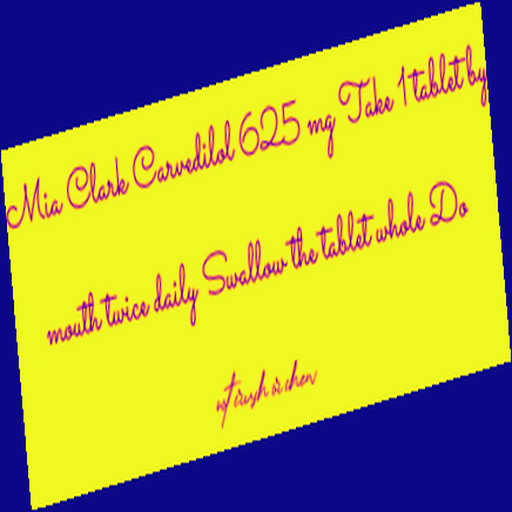 Mia Clark Carvedilol 625 mg Take 1 tablet by
mouth twice daily Swallow the tablet whole Do
not crush or chew